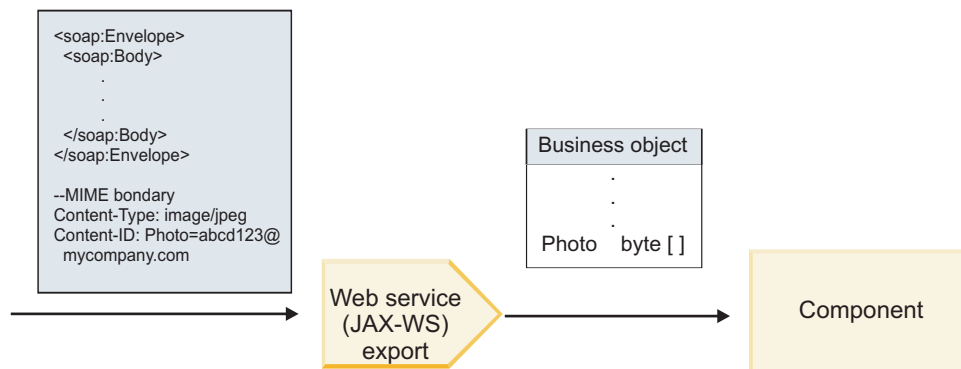 <soap:Envelope>
<soap:Body>
.
.
.
</soap:Body>
</soap:Envelope>
--MIME bondary
Content-Type: image/jpeg
Content-ID: Photo=abcd123@
mycompany.com
Business object
.
.
.
Photo byte [ ]
Web service
(JAX-WS)
export
Component